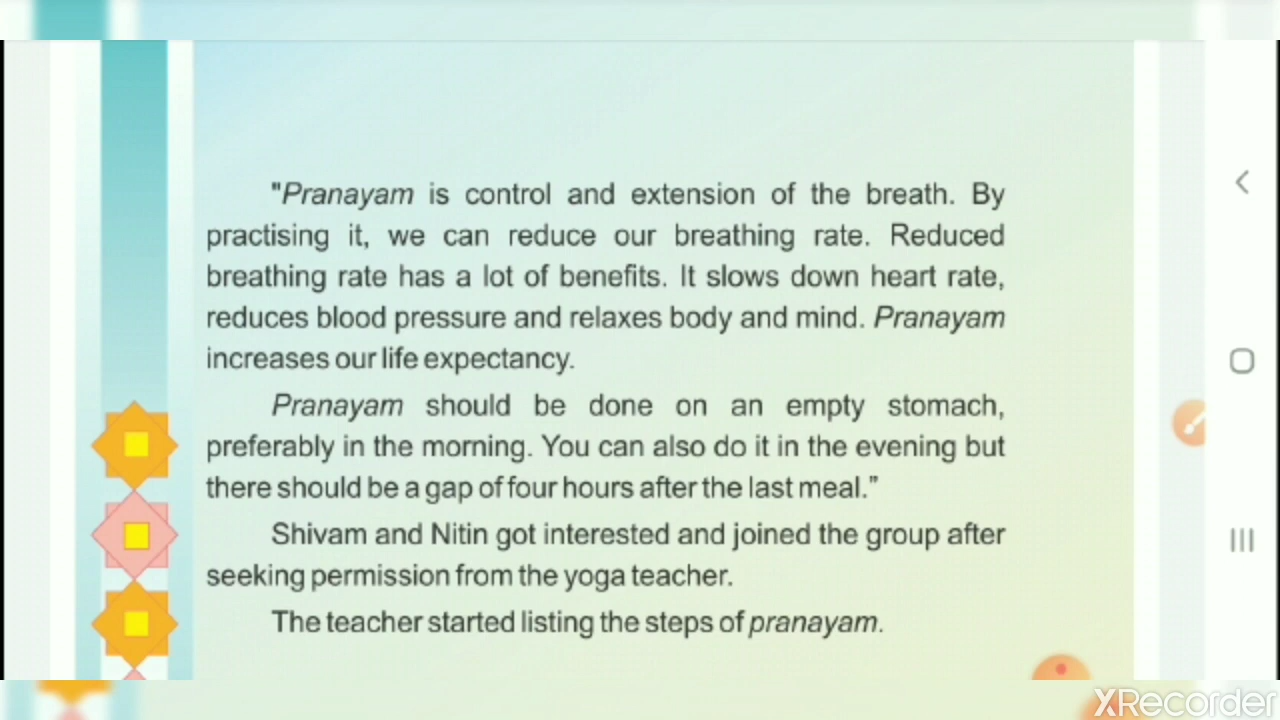 "Pranayam is control and extension of the breath. By
practising it, we can reduce our breathing rate. Reduced
breathing rate has a lot of benefits. It slows down heart rate,
reduces blood pressure and relaxes body and mind. Pranayam
increases our life expectancy.
Pranayam should be done on an empty stomach,
preferably in the morning. You can also do it in the evening but
there should be a gap of four hours after the last meal.”
Shivam and Nitin got interested and joined the group after
seeking permission from the yoga teacher.
The teacher started listing the steps of pranayam.
XRecorder